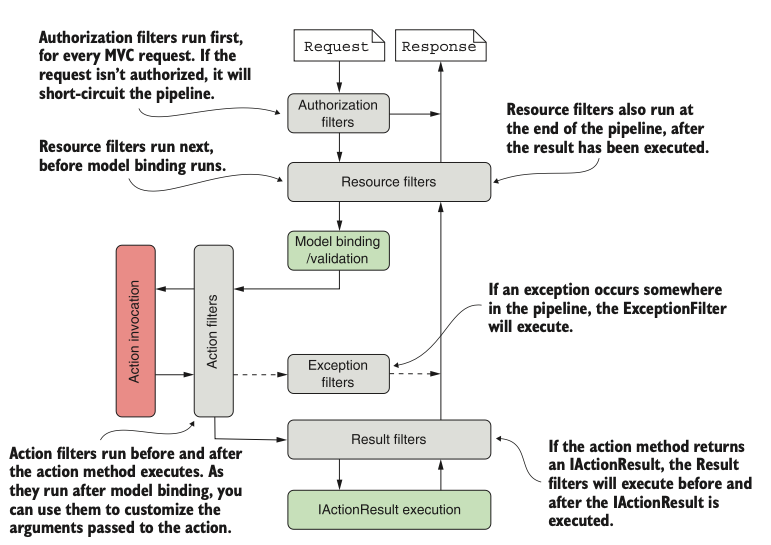 Authorization filters run first,
for every MVC request. If the
request isn't authorized, it will
short-circuit the pipeline.
Request
Response
Authorization
filters
Resource filters also run at
the end of the pipeline, after
the result has been executed.
Resource filters run next,
before model binding runs.
Resource filters
Model binding
/validation
Action invocation
Action filters
If an exception occurs somewhere
in the pipeline, the ExceptionFilter
will execute.
Exception
filters
Result filters
Action filters run before and after
the action method executes. As
they run after model binding, you
can use them to customize the
arguments passed to the action.
If the action method returns
an IActionResult, the Result
filters will execute before and
after the IActionResult is
executed.
IActionResult execution